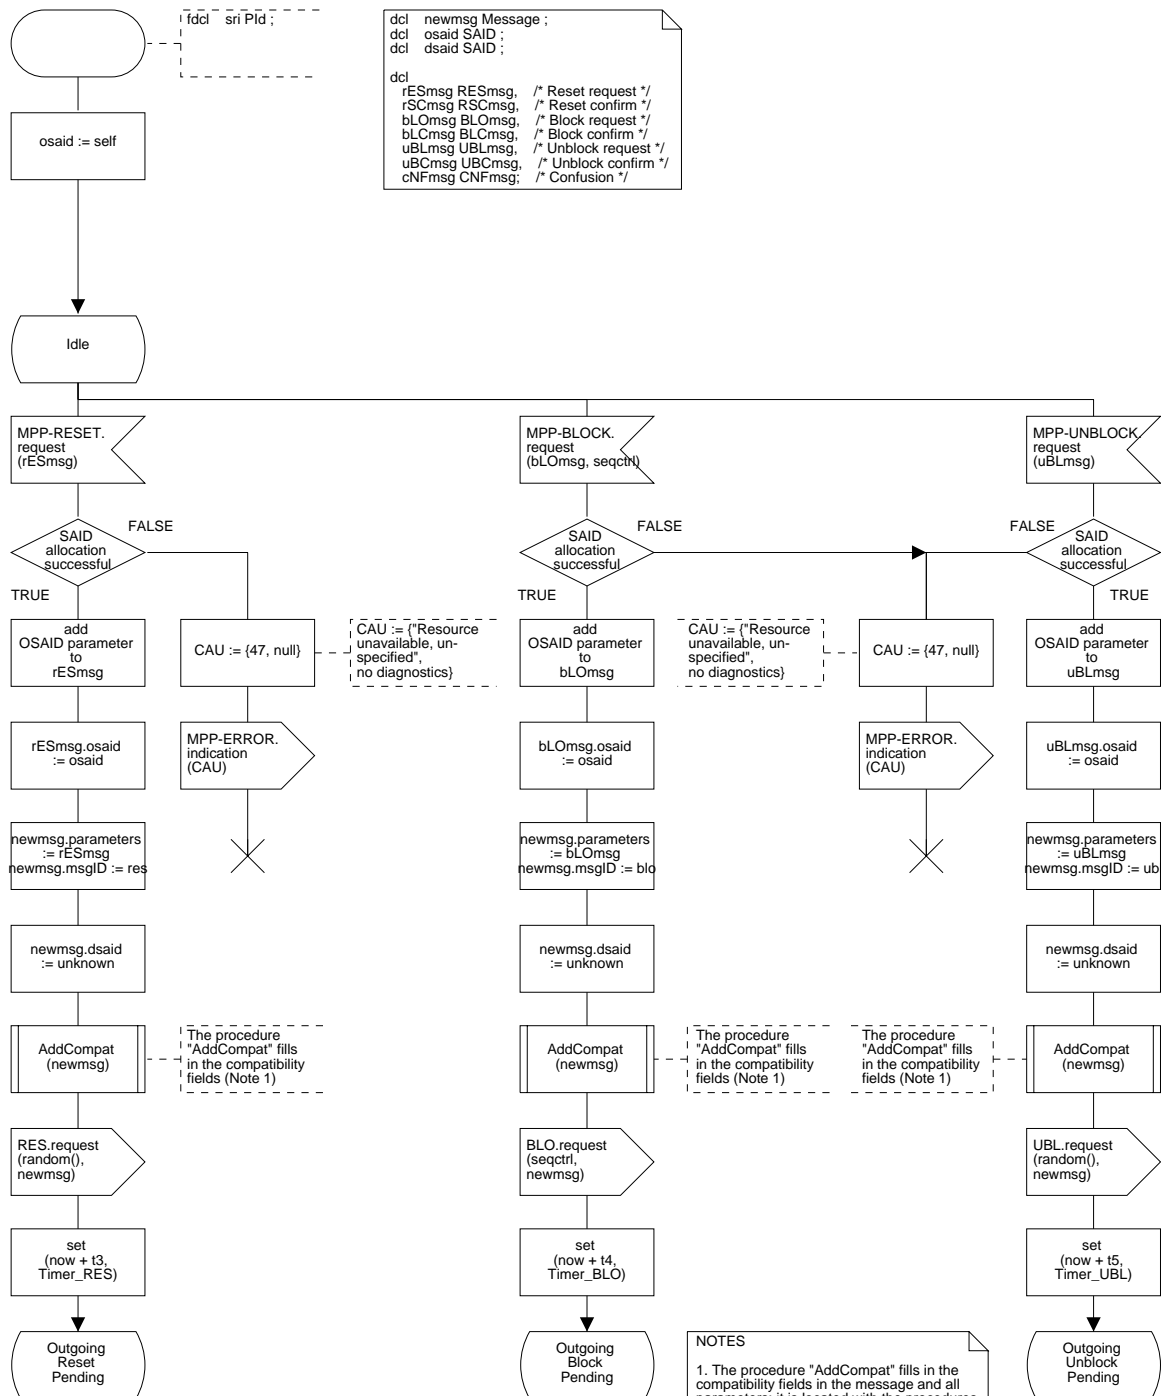 fdcl sri PId ;
dcl newmsg Message ;
dcl osaid SAID ;
dcl dsaid SAID ;
dcl
rESmsg RESmsg, /* Reset request */
rSCmsg RSCmsg, /* Reset confirm */
bLOmsg BLOmsg, /* Block request */
bLCmsg BLCmsg, /* Block confirm */
uBLmsg UBLmsg, /* Unblock request */
uBCmsg UBCmsg, /* Unblock confirm */
cNFmsg CNFmsg; /* Confusion */
osaid := self
Idle
MPP-RESET.
request
(rESmsg)
MPP-BLOCK.
request
(bLOmsg, seqctrl)
MPP-UNBLOCK.
request
(uBLmsg)
SAID
allocation
successful
FALSE
TRUE
SAID
allocation
successful
FALSE
TRUE
FALSE
SAID
allocation
successful
TRUE
add
OSAID parameter
to
rESmsg
CAU := {47, null}
CAU := {"Resource
unavailable, un-
specified",
no diagnostics}
add
OSAID parameter
to
bLOmsg
CAU := {"Resource
unavailable, un-
specified",
no diagnostics}
CAU := {47, null}
add
OSAID parameter
to
uBLmsg
rESmsg.osaid
:= osaid
MPP-ERROR.
indication
(CAU)
bLOmsg.osaid
:= osaid
MPP-ERROR.
indication
(CAU)
uBLmsg.osaid
:= osaid
newmsg.parameters
:= rESmsg
newmsg.msgID := res
newmsg.parameters
:= bLOmsg
newmsg.msgID := blo
newmsg.parameters
:= uBLmsg
newmsg.msgID := ub
newmsg.dsaid
:= unknown
newmsg.dsaid
:= unknown
newmsg.dsaid
:= unknown
AddCompat
(newmsg)
The procedure
"AddCompat" fills
in the compatibility
fields (Note 1)
AddCompat
(newmsg)
The procedure
"AddCompat" fills
in the compatibility
fields (Note 1)
The procedure
"AddCompat" fills
in the compatibility
fields (Note 1)
AddCompat
(newmsg)
RES.request
(random(),
newmsg)
BLO.request
(seqctrl,
newmsg)
UBL.request
(random(),
newmsg)
set
(now + t3,
Timer_RES)
set
(now + t4,
Timer_BLO)
set
(now + t5,
Timer_UBL)
Outgoing
Reset
Pending
Outgoing
Block
Pending
NOTES
1. The procedure "AddCompat" fills in the
compatibility fields in the message and all
Outgoing
Unblock
Pending